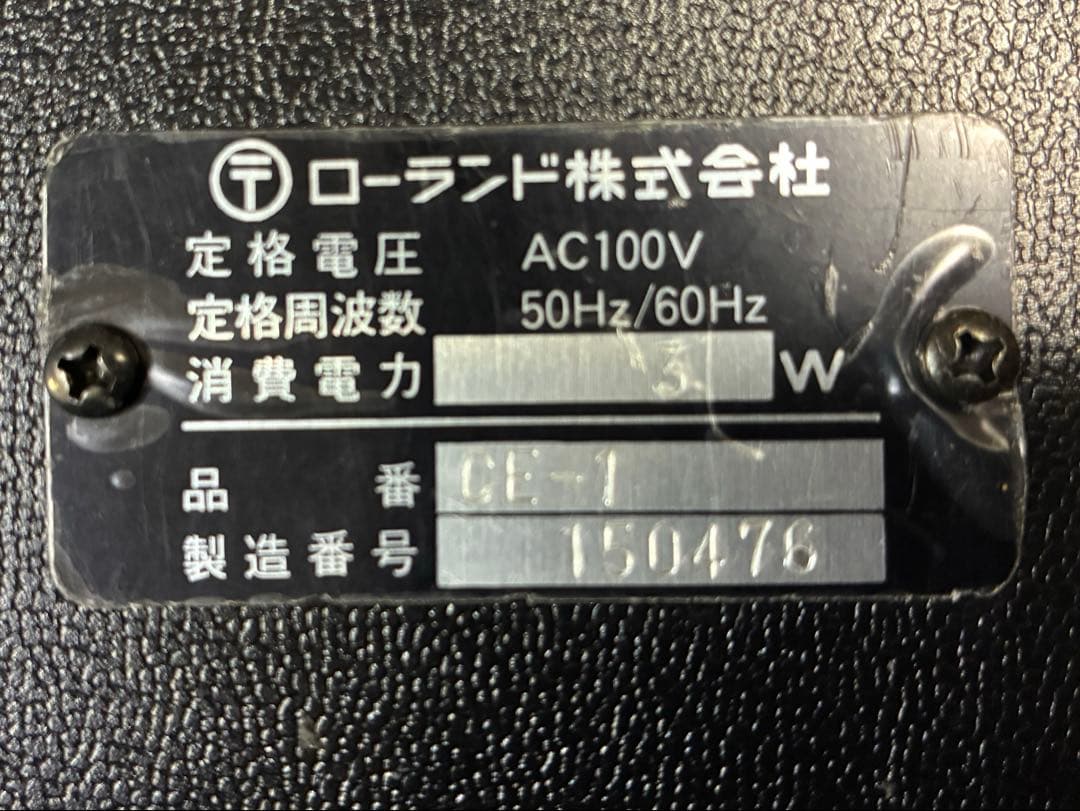 〒 ローランド株式会社
定格電圧 AC100V
定格周波数 50Hz/60Hz
消費電力 3 W
品番 CE-1
製造番号 150476